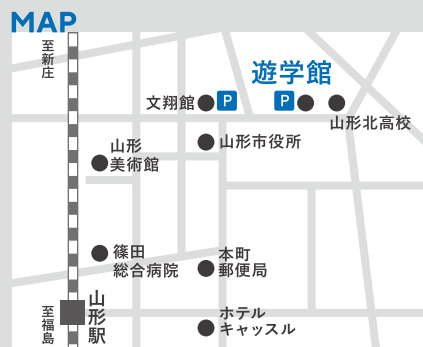 MAP
至新庄
遊学館
文翔館
P
P
山形北高校
山形市役所
山形
美術館
篠田
総合病院
本町
郵便局
山形駅
至福島
ホテル
キャッスル